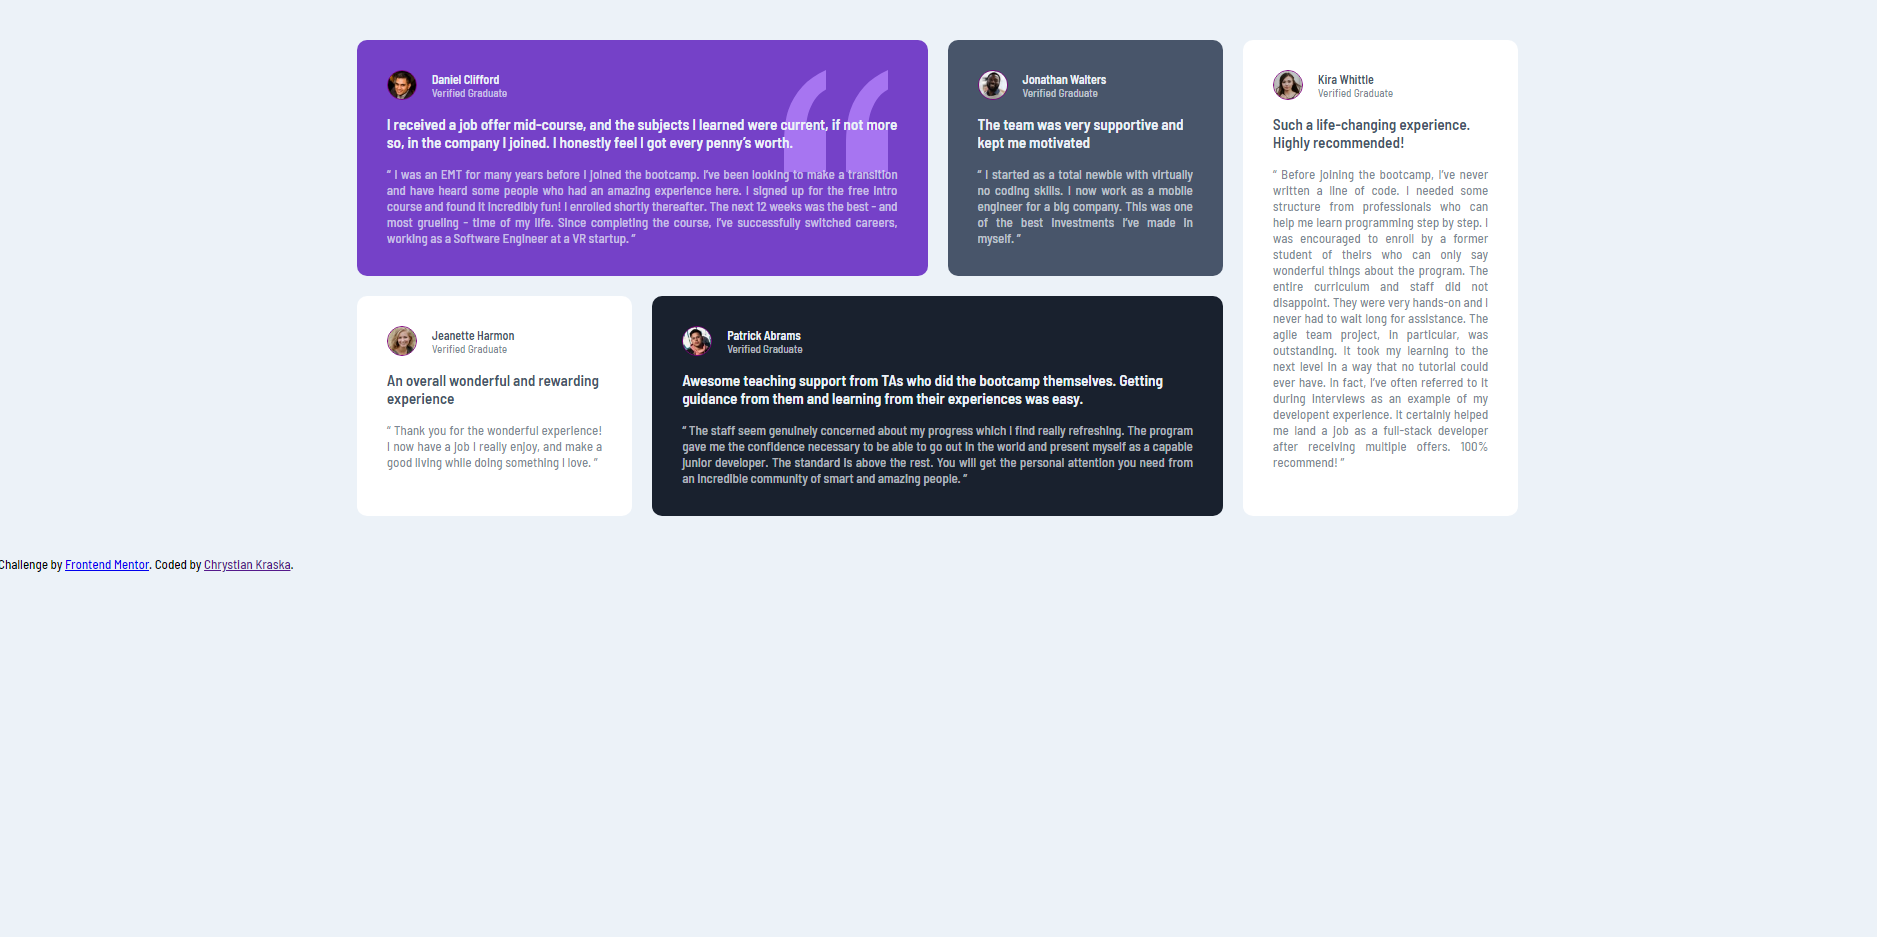 Daniel Clifford
Verified Graduate
I received a job offer mid-course, and the subjects I learned were current, if not more
so, in the company I joined. I honestly feel I got every penny’s worth.
“ I was an EMT for many years before I joined the bootcamp. I’ve been looking to make a transition
and have heard some people who had an amazing experience here. I signed up for the free intro
course and found it incredibly fun! I enrolled shortly thereafter. The next 12 weeks was the best - and
most grueling - time of my life. Since completing the course, I’ve successfully switched careers,
working as a Software Engineer at a VR startup. ”
Jonathan Walters
Verified Graduate
The team was very supportive and
kept me motivated
“ I started as a total newbie with virtually
no coding skills. I now work as a mobile
engineer for a big company. This was one
of the best investments I’ve made in
myself. ”
Kira Whittle
Verified Graduate
Such a life-changing experience.
Highly recommended!
“ Before joining the bootcamp, I’ve never
written a line of code. I needed some
structure from professionals who can
help me learn programming step by step. I
was encouraged to enroll by a former
student of theirs who can only say
wonderful things about the program. The
entire curriculum and staff did not
disappoint. They were very hands-on and I
never had to wait long for assistance. The
agile team project, in particular, was
outstanding. It took my learning to the
next level in a way that no tutorial could
ever have. In fact, I’ve often referred to it
during interviews as an example of my
developent experience. It certainly helped
me land a job as a full-stack developer
after receiving multiple offers. 100%
recommend! ”
Jeanette Harmon
Verified Graduate
An overall wonderful and rewarding
experience
“ Thank you for the wonderful experience!
I now have a job I really enjoy, and make a
good living while doing something I love. ”
Patrick Abrams
Verified Graduate
Awesome teaching support from TAs who did the bootcamp themselves. Getting
guidance from them and learning from their experiences was easy.
“ The staff seem genuinely concerned about my progress which I find really refreshing. The program
gave me the confidence necessary to be able to go out in the world and present myself as a capable
junior developer. The standard is above the rest. You will get the personal attention you need from
an incredible community of smart and amazing people. ”
Challenge by Frontend Mentor. Coded by Chrystian Kraska.